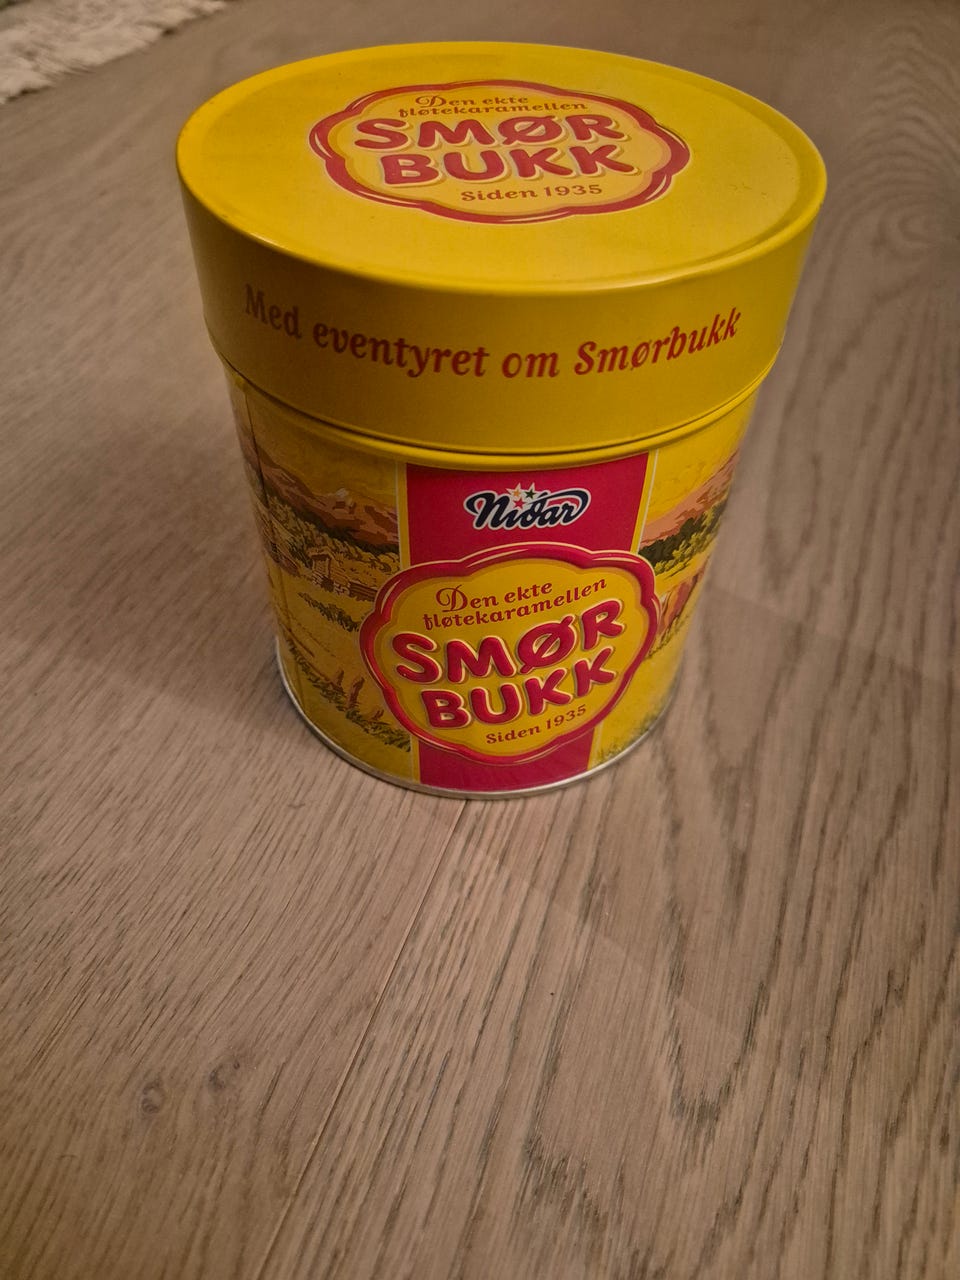 Den ekte
fløtekaramellen
SMØR
BUKK
Siden 1935
Med eventyret om Smørbukk
Nidar
Den ekte
fløtekaramellen
SMØR
BUKK
Siden 1935